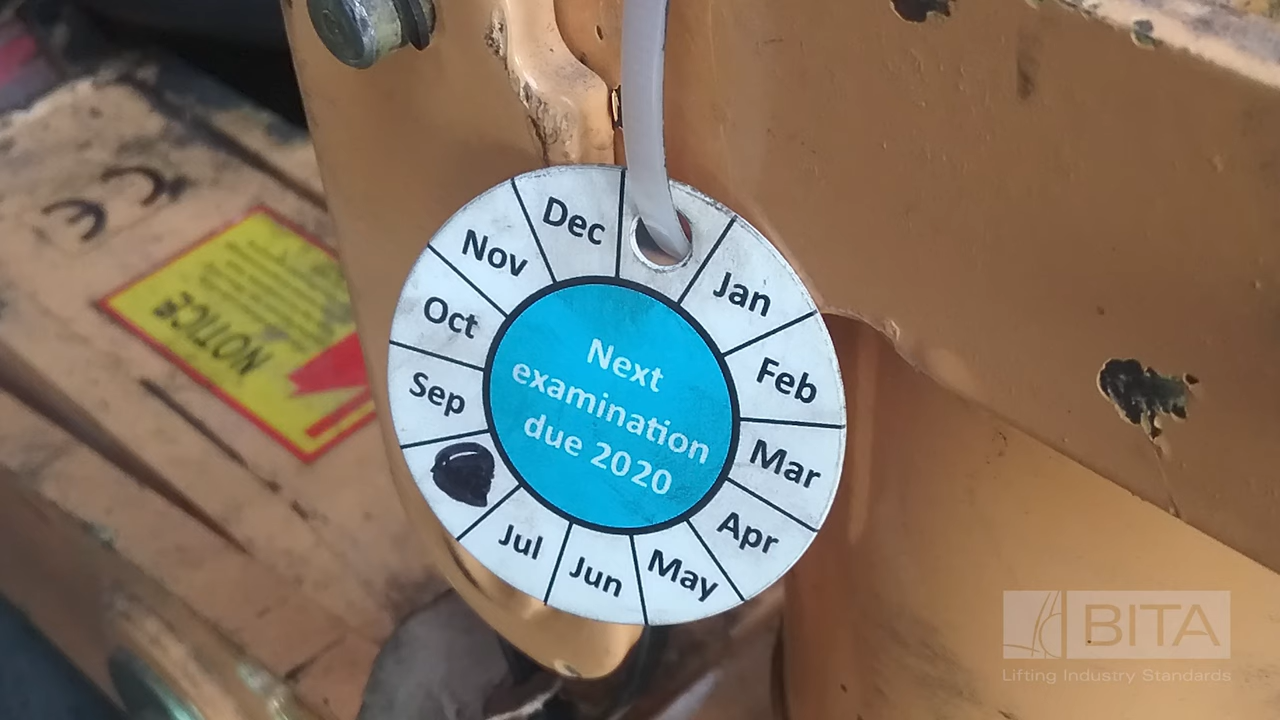 Dec
Jan
Feb
Mar
Apr
May
Jun
Jul
Sep
Oct
Nov
Next
examination
due 2020
NOTICE
CE
BITA
Lifting Industry Standards